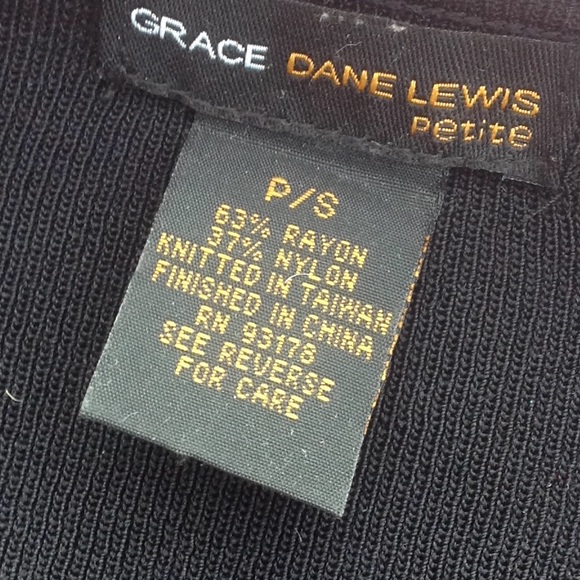 GRACE DANE LEWIS
Petite
P/S
63% RAYON
37% NYLON
KNITTED IN TAIWAN
FINISHED IN CHINA
RN 93178
SEE REVERSE
FOR CARE